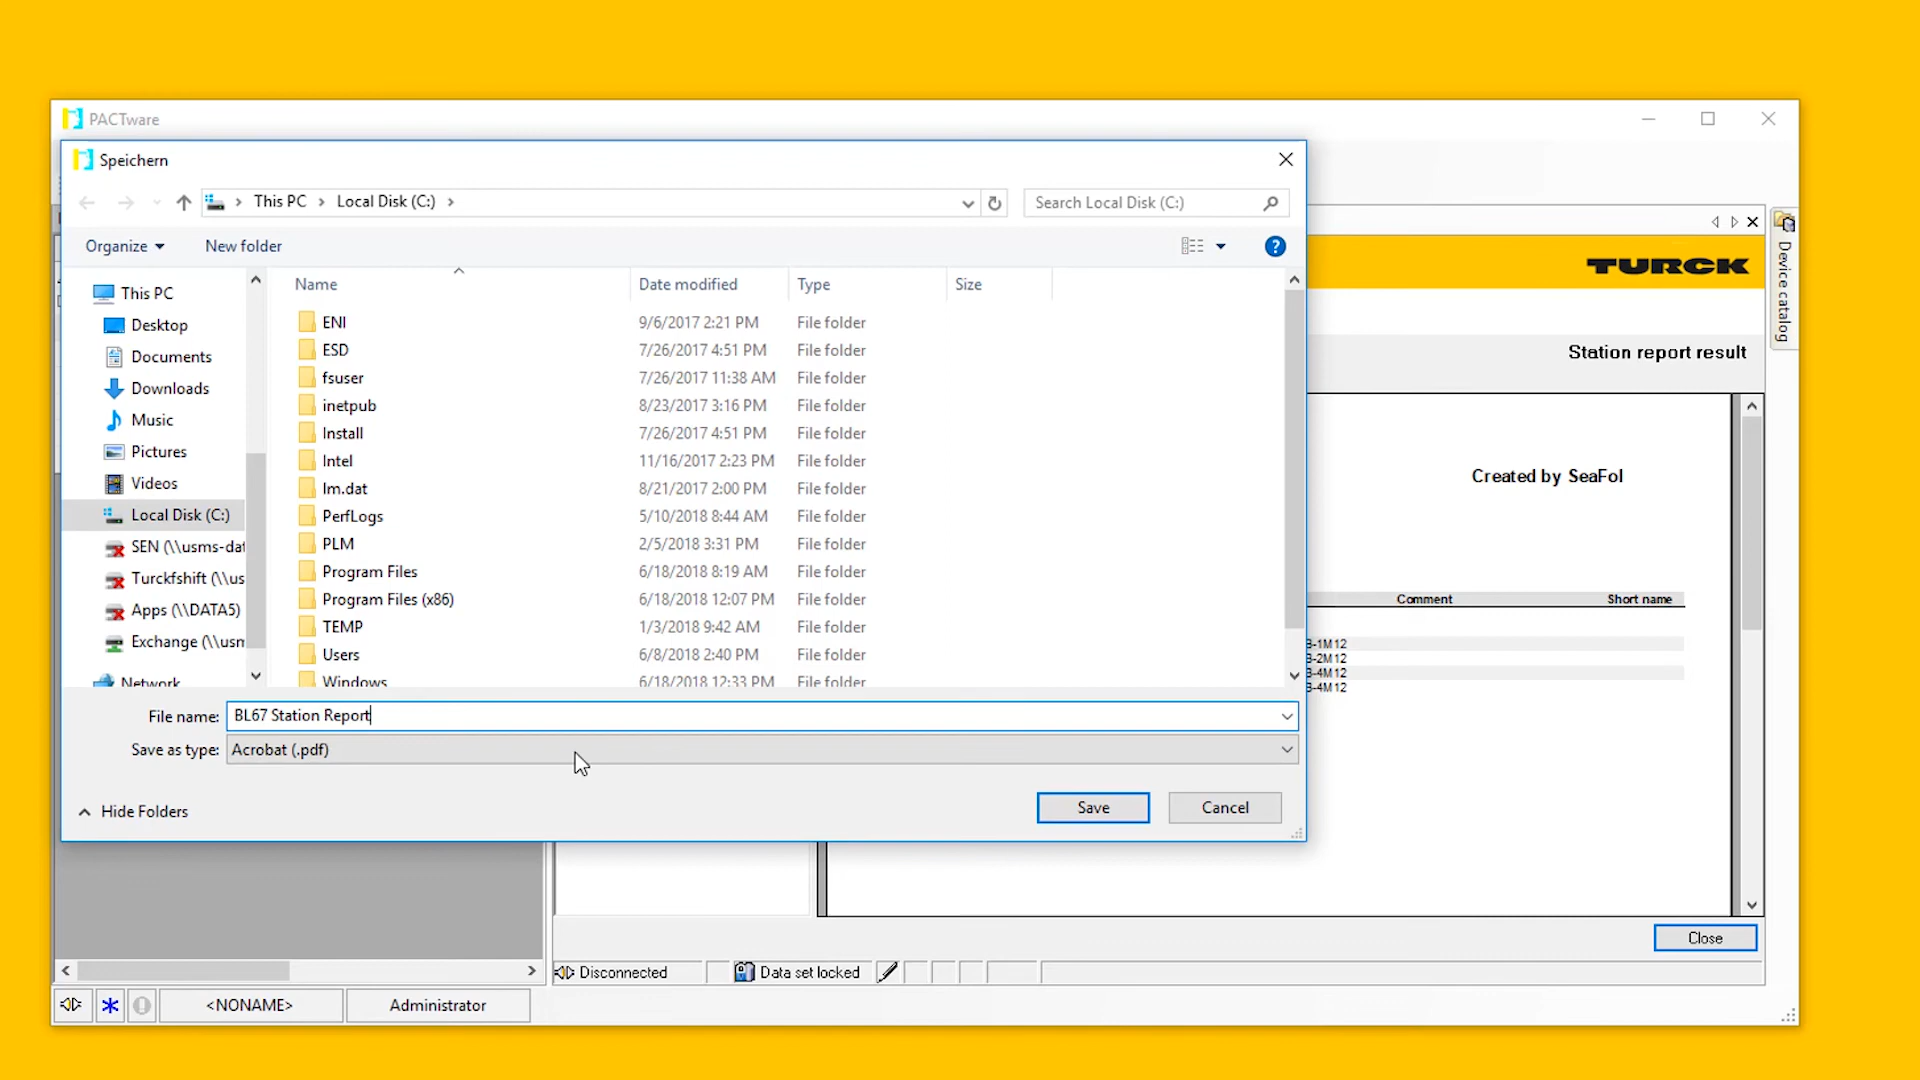 PACTware
Speichern
This PC
Local Disk (C:)
Search Local Disk (C:)
Organize
New folder
?
TURCK
Device catalog
Station report result
Created by SeaFol
Comment Short name
B-1M12
B-2M12
B-4M12
B-4M12
This PC
Desktop
Documents
Downloads
Music
Pictures
Videos
Local Disk (C:)
SEN (\\usms-dat
Turckfshift (\\us
Apps (\\DATA5)
Exchange (\\usm
Network
Name Date modified Type Size
ENI 9/6/2017 2:21 PM File folder
ESD 7/26/2017 4:51 PM File folder
fsuser 7/26/2017 11:38 AM File folder
inetpub 8/23/2017 3:16 PM File folder
Install 7/26/2017 4:51 PM File folder
Intel 11/16/2017 2:23 PM File folder
lm.dat 8/21/2017 2:00 PM File folder
PerfLogs 5/10/2018 8:44 AM File folder
PLM 2/5/2018 3:31 PM File folder
Program Files 6/18/2018 8:19 AM File folder
Program Files (x86) 6/18/2018 12:07 PM File folder
TEMP 1/3/2018 9:42 AM File folder
Users 6/8/2018 2:40 PM File folder
Windows 6/18/2018 12:33 PM File folder
File name: BL67 Station Report
Save as type: Acrobat (.pdf)
Hide Folders
Save
Cancel
Close
Disconnected
Data set locked
<NONAME>
Administrator